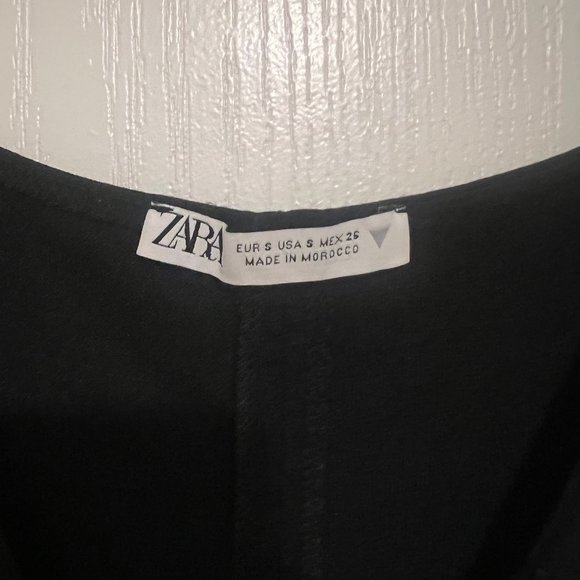 ZARA
EUR S USA S MEX 26
MADE IN MOROCCO